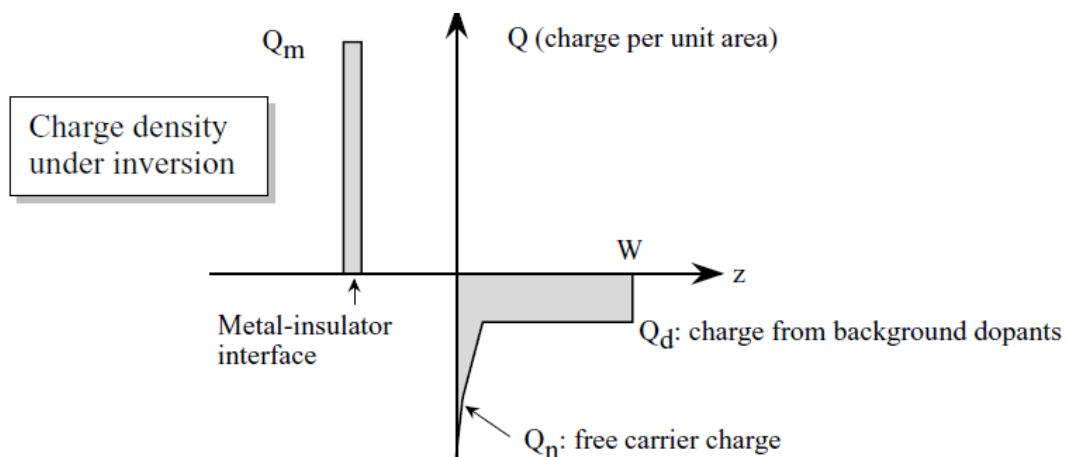 Q (charge per unit area)
Qm
Charge density
under inversion
W
z
Metal-insulator
interface
Qd: charge from background dopants
Qn: free carrier charge